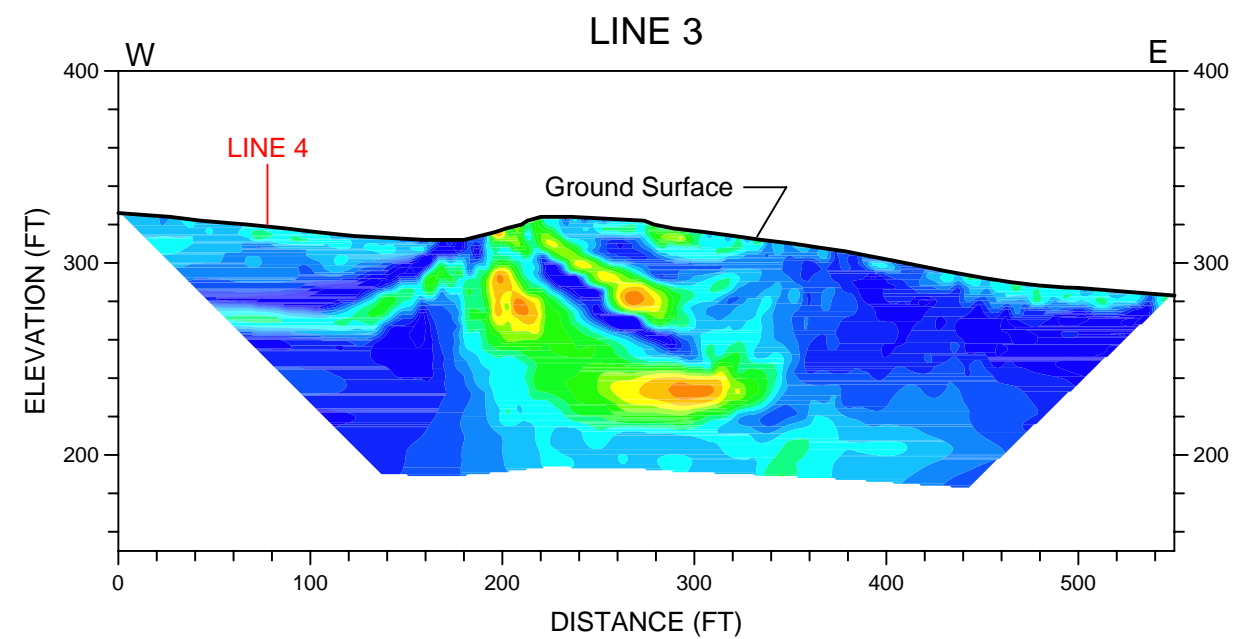 LINE 3
W
E
400
400
LINE 4
Ground Surface
300
300
ELEVATION (FT)
200
200
0
100
200
300
400
500
DISTANCE (FT)